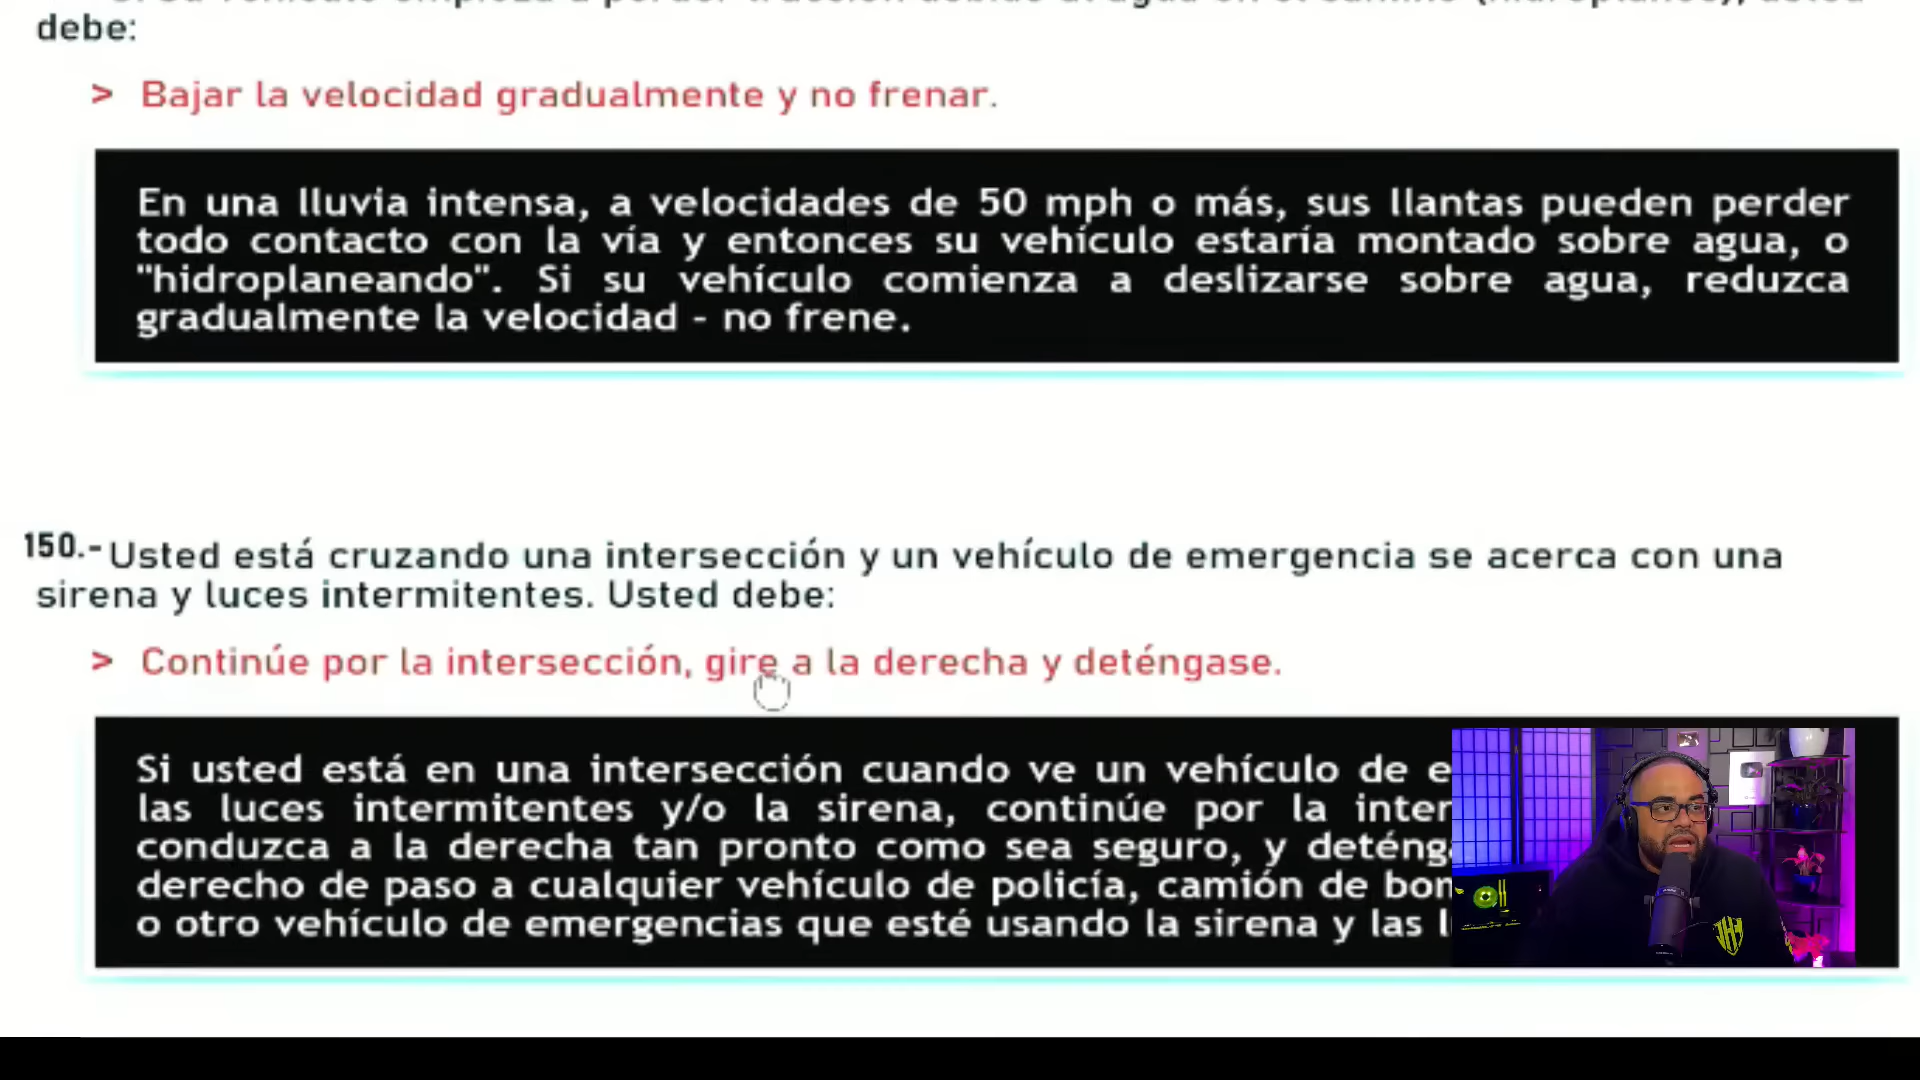 debe:
> Bajar la velocidad gradualmente y no frenar.
En una lluvia intensa, a velocidades de 50 mph o más, sus llantas pueden perder
todo contacto con la vía y entonces su vehículo estaría montado sobre agua, o
"hidroplaneando". Si su vehículo comienza a deslizarse sobre agua, reduzca
gradualmente la velocidad - no frene.
150.- Usted está cruzando una intersección y un vehículo de emergencia se acerca con una
sirena y luces intermitentes. Usted debe:
> Continúe por la intersección, gire a la derecha y deténgase.
Si usted está en una intersección cuando ve un vehículo de
las luces intermitentes y/o la sirena, continúe por la
conduzca a la derecha tan pronto como sea seguro, y
derecho de paso a cualquier vehículo de policía, camión de
o otro vehículo de emergencias que esté usando la sirena y las